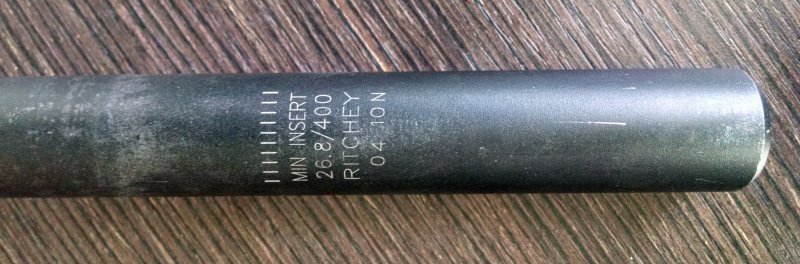 MIN. INSERT
26.8/400
RITCHEY
04 10N